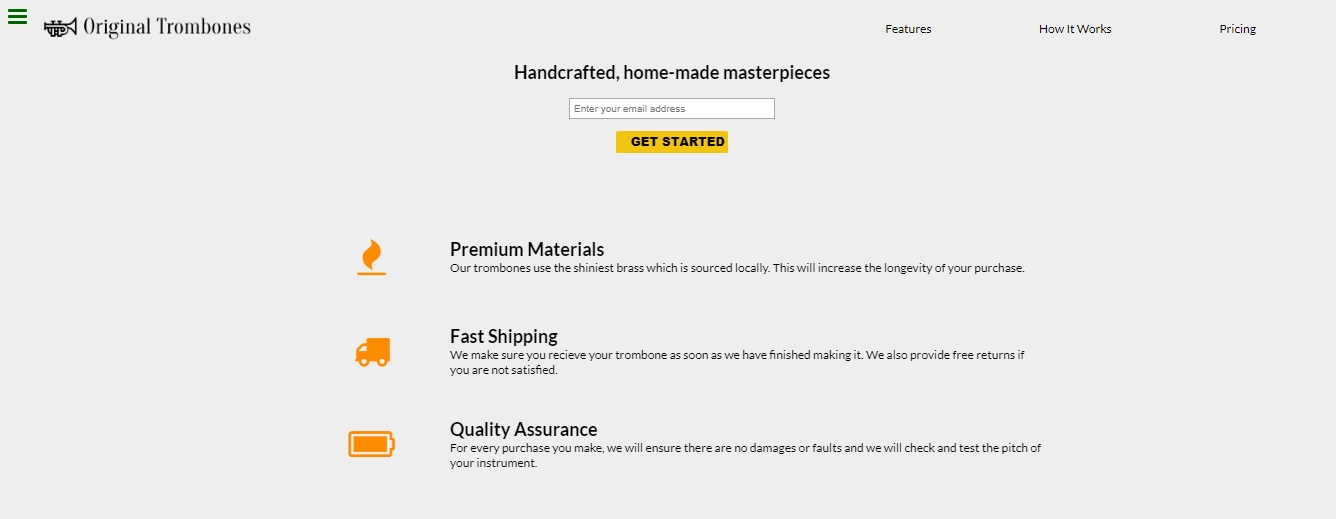 Original Trombones
Features
How It Works
Pricing
Handcrafted, home-made masterpieces
Enter your email address
GET STARTED
Premium Materials
Our trombones use the shiniest brass which is sourced locally. This will increase the longevity of your purchase.
Fast Shipping
We make sure you recieve your trombone as soon as we have finished making it. We also provide free returns if
you are not satisfied.
Quality Assurance
For every purchase you make, we will ensure there are no damages or faults and we will check and test the pitch of
your instrument.